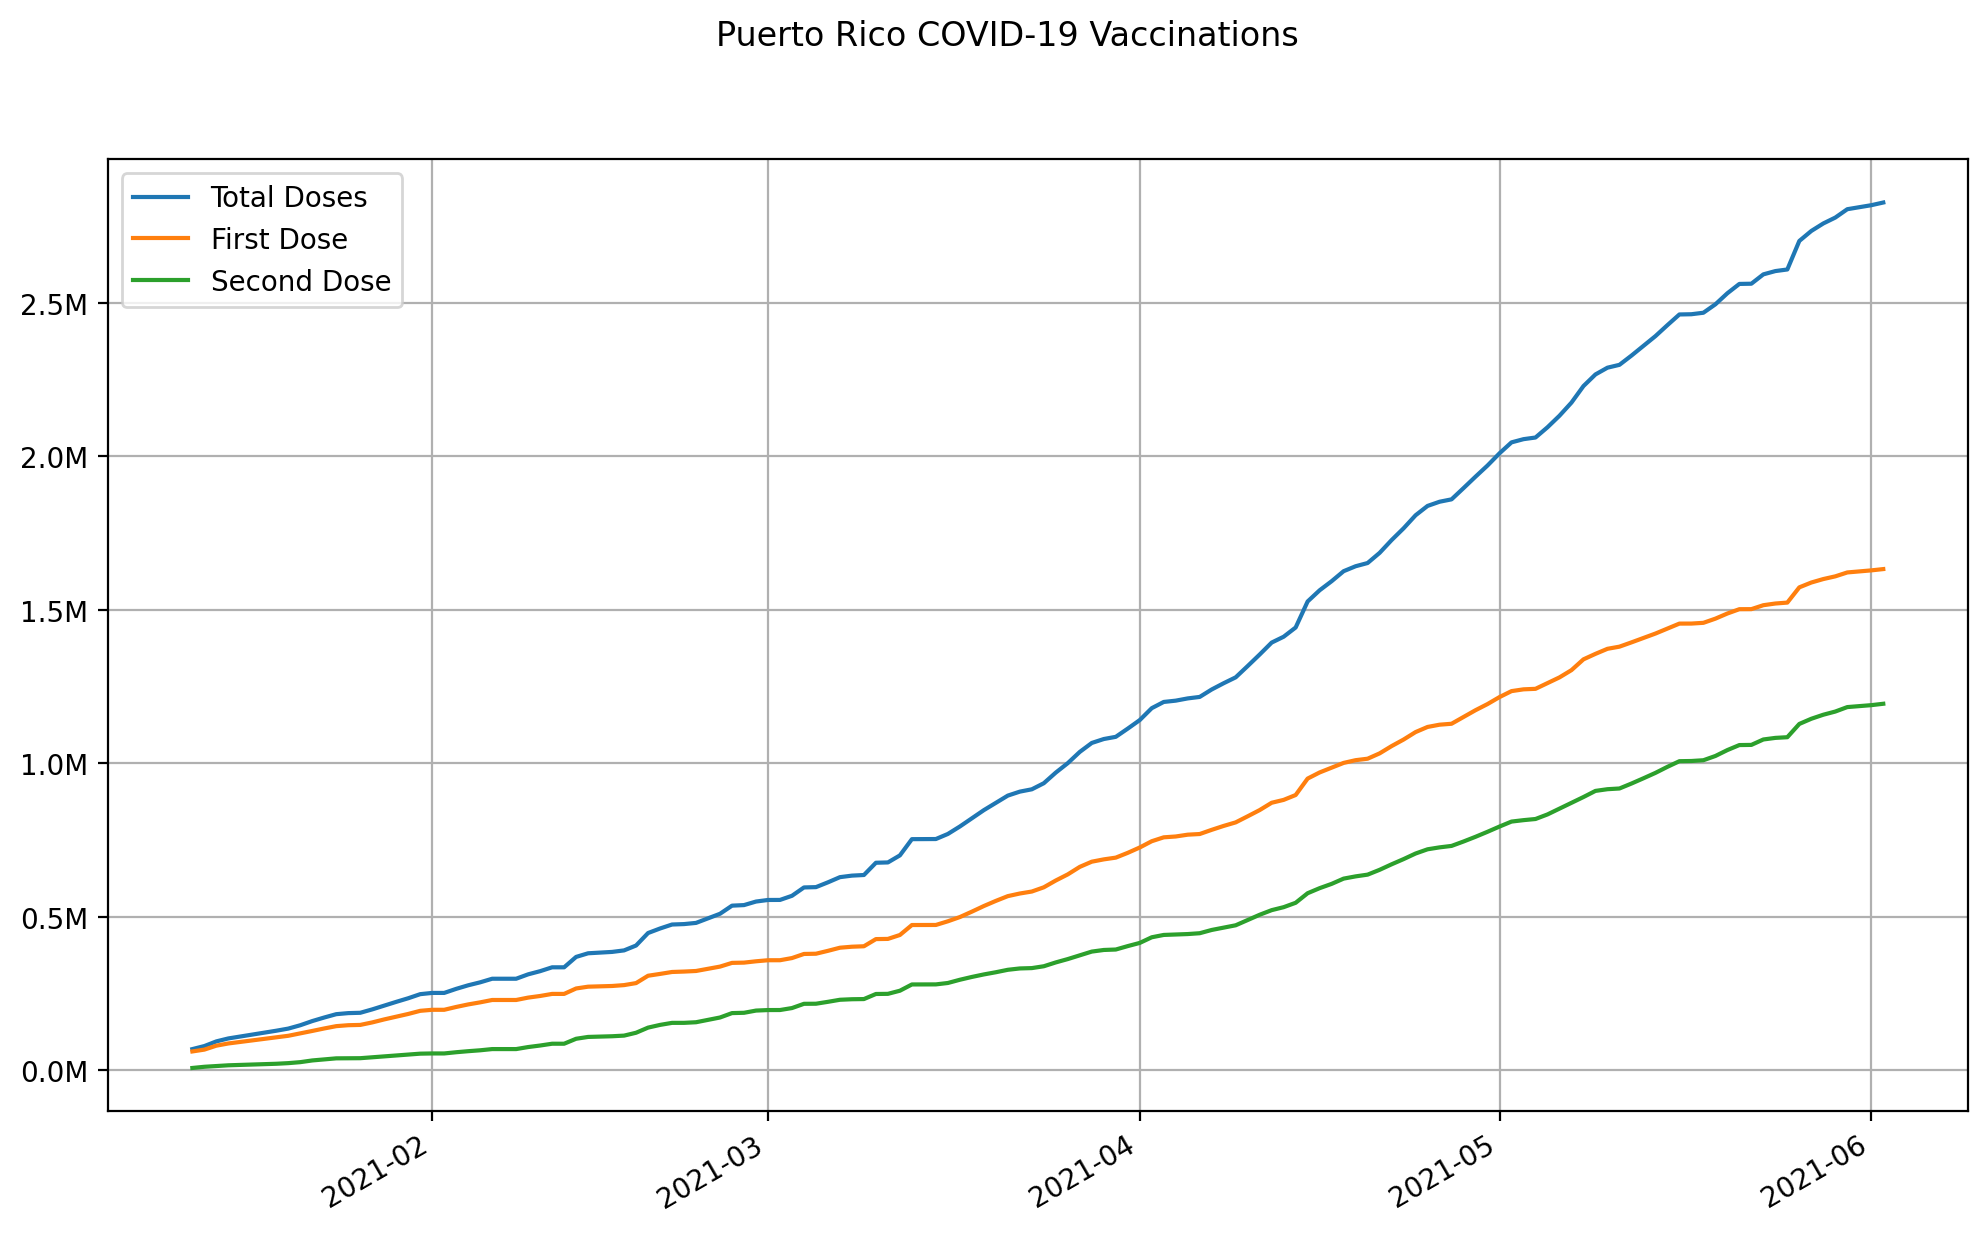 Puerto Rico COVID-19 Vaccinations
Total Doses
First Dose
Second Dose
2.5M
2.0M
1.5M
1.0M
0.5M
0.0M
2021-02
2021-03
2021-04
2021-05
2021-06